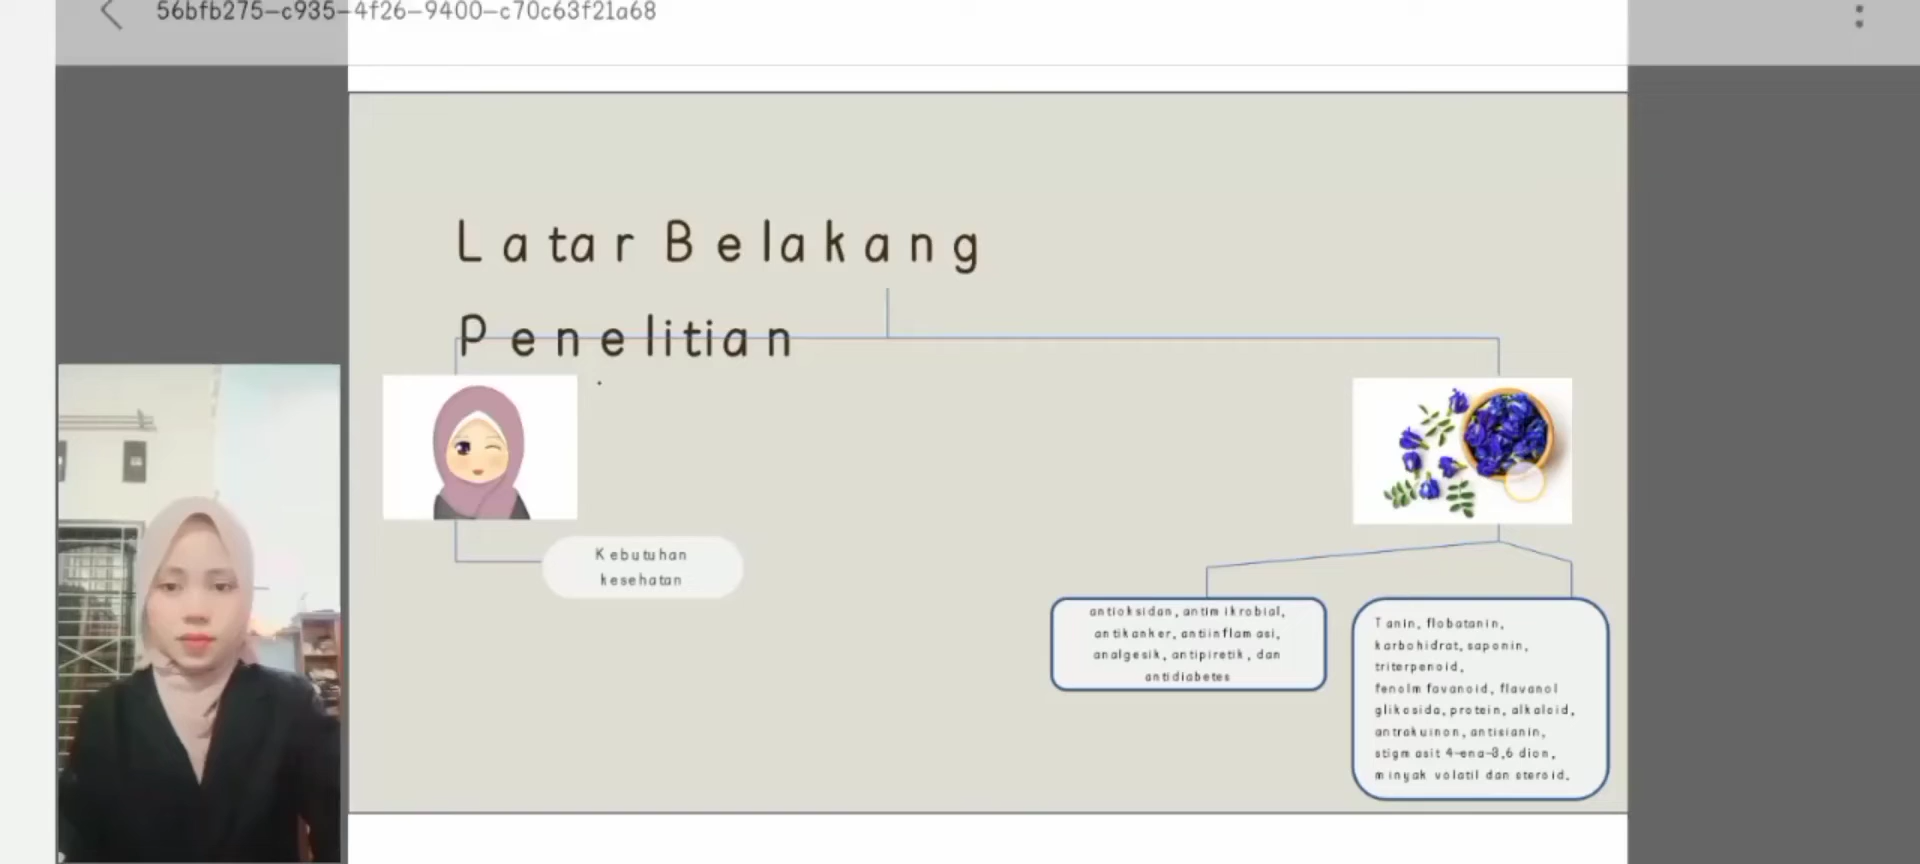 56bfb275-c935-4f26-9400-c70c63f21a68
Latar Belakang
Penelitian
Kebutuhan
kesehatan
antioksidan, antimikrobial,
antikanker, antiinflamasi,
analgesik, antipiretik, dan
antidiabetes
Tanin, flobatanin,
karbohidrat, saponin,
triterpenoid,
fenolm favanoid, flavanol
glikosida, protein, alkaloid,
antrakuinon, antisianin,
stigmasit 4-ena-3,6 dion,
minyak volatil dan steroid.